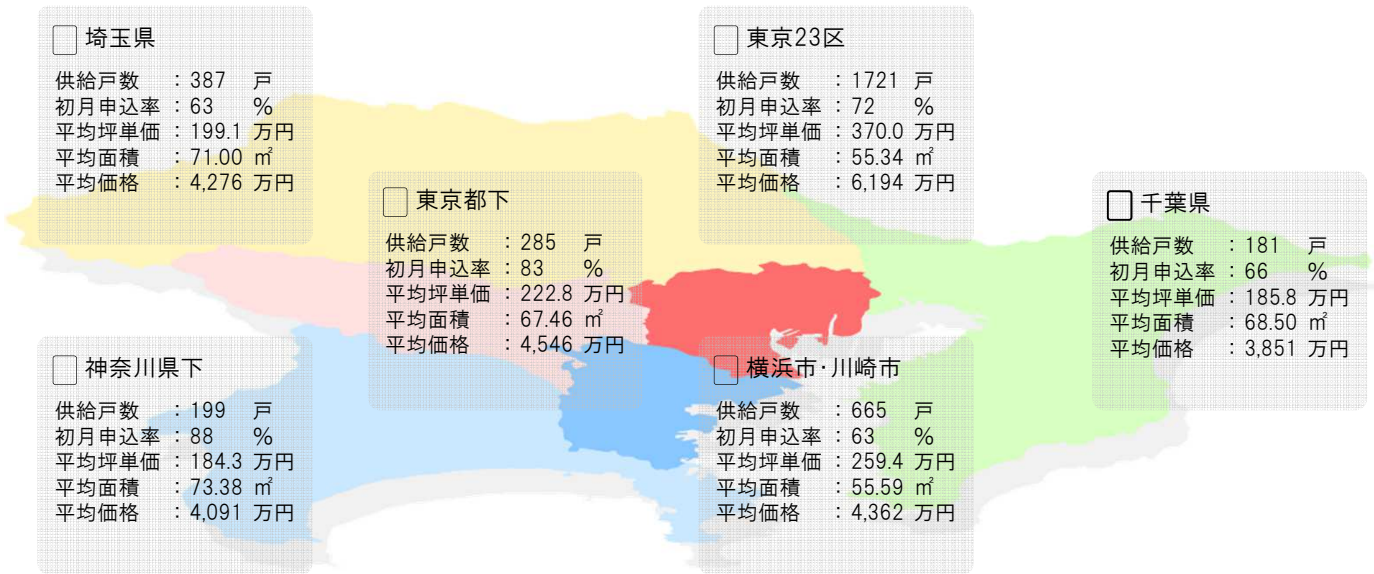 埼玉県
供給戸数 : 387 戸
初月申込率 : 63 %
平均坪単価 : 199.1 万円
平均面積 : 71.00 ㎡
平均価格 : 4,276 万円
東京23区
供給戸数 : 1721 戸
初月申込率 : 72 %
平均坪単価 : 370.0 万円
平均面積 : 55.34 ㎡
平均価格 : 6,194 万円
東京都下
供給戸数 : 285 戸
初月申込率 : 83 %
平均坪単価 : 222.8 万円
平均面積 : 67.46 ㎡
平均価格 : 4,546 万円
千葉県
供給戸数 : 181 戸
初月申込率 : 66 %
平均坪単価 : 185.8 万円
平均面積 : 68.50 ㎡
平均価格 : 3,851 万円
神奈川県下
供給戸数 : 199 戸
初月申込率 : 88 %
平均坪単価 : 184.3 万円
平均面積 : 73.38 ㎡
平均価格 : 4,091 万円
横浜市･川崎市
供給戸数 : 665 戸
初月申込率 : 63 %
平均坪単価 : 259.4 万円
平均面積 : 55.59 ㎡
平均価格 : 4,362 万円